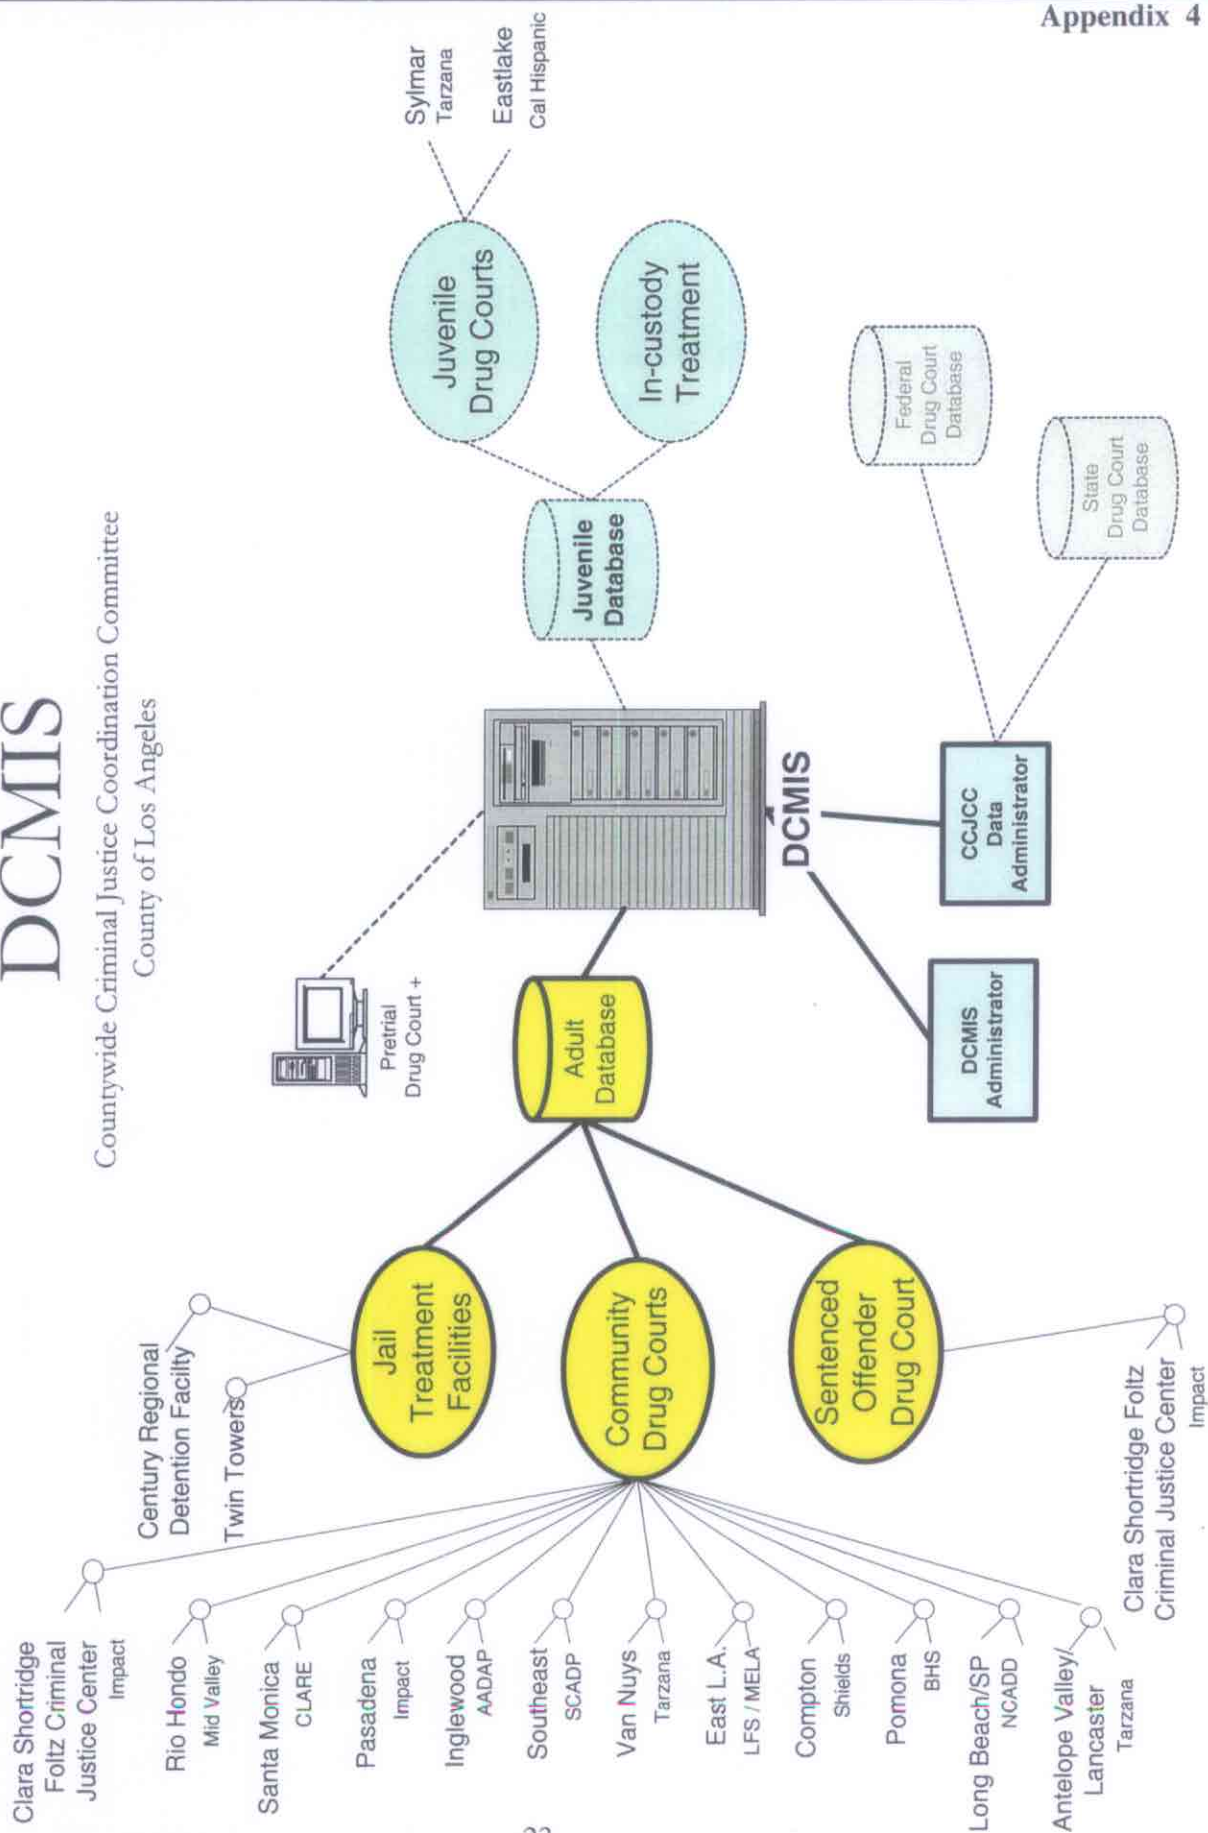 Appendix 4
DCMIS
Countywide Criminal Justice Coordination Committee
County of Los Angeles
Clara Shortridge
Foltz Criminal
Justice Center
Impact
Century Regional
Detention Facilty
Twin Towers
Rio Hondo
Mid Valley
Santa Monica
CLARE
Pasadena
Impact
Inglewood
AADAP
Southeast
SCADP
Van Nuys
Tarzana
East L.A.
LFS / MELA
Compton
Shields
Pomona
BHS
Long Beach/SP
NCADD
Antelope Valley/
Lancaster
Tarzana
Clara Shortridge Foltz
Criminal Justice Center
Impact
Jail
Treatment
Facilities
Community
Drug Courts
Sentenced
Offender
Drug Court
Adult
Database
Pretrial
Drug Court +
DCMIS
DCMIS
Administrator
CCJCC
Data
Administrator
Juvenile
Database
Juvenile
Drug Courts
In-custody
Treatment
Sylmar
Tarzana
Eastlake
Cal Hispanic
Federal
Drug Court
Database
State
Drug Court
Database